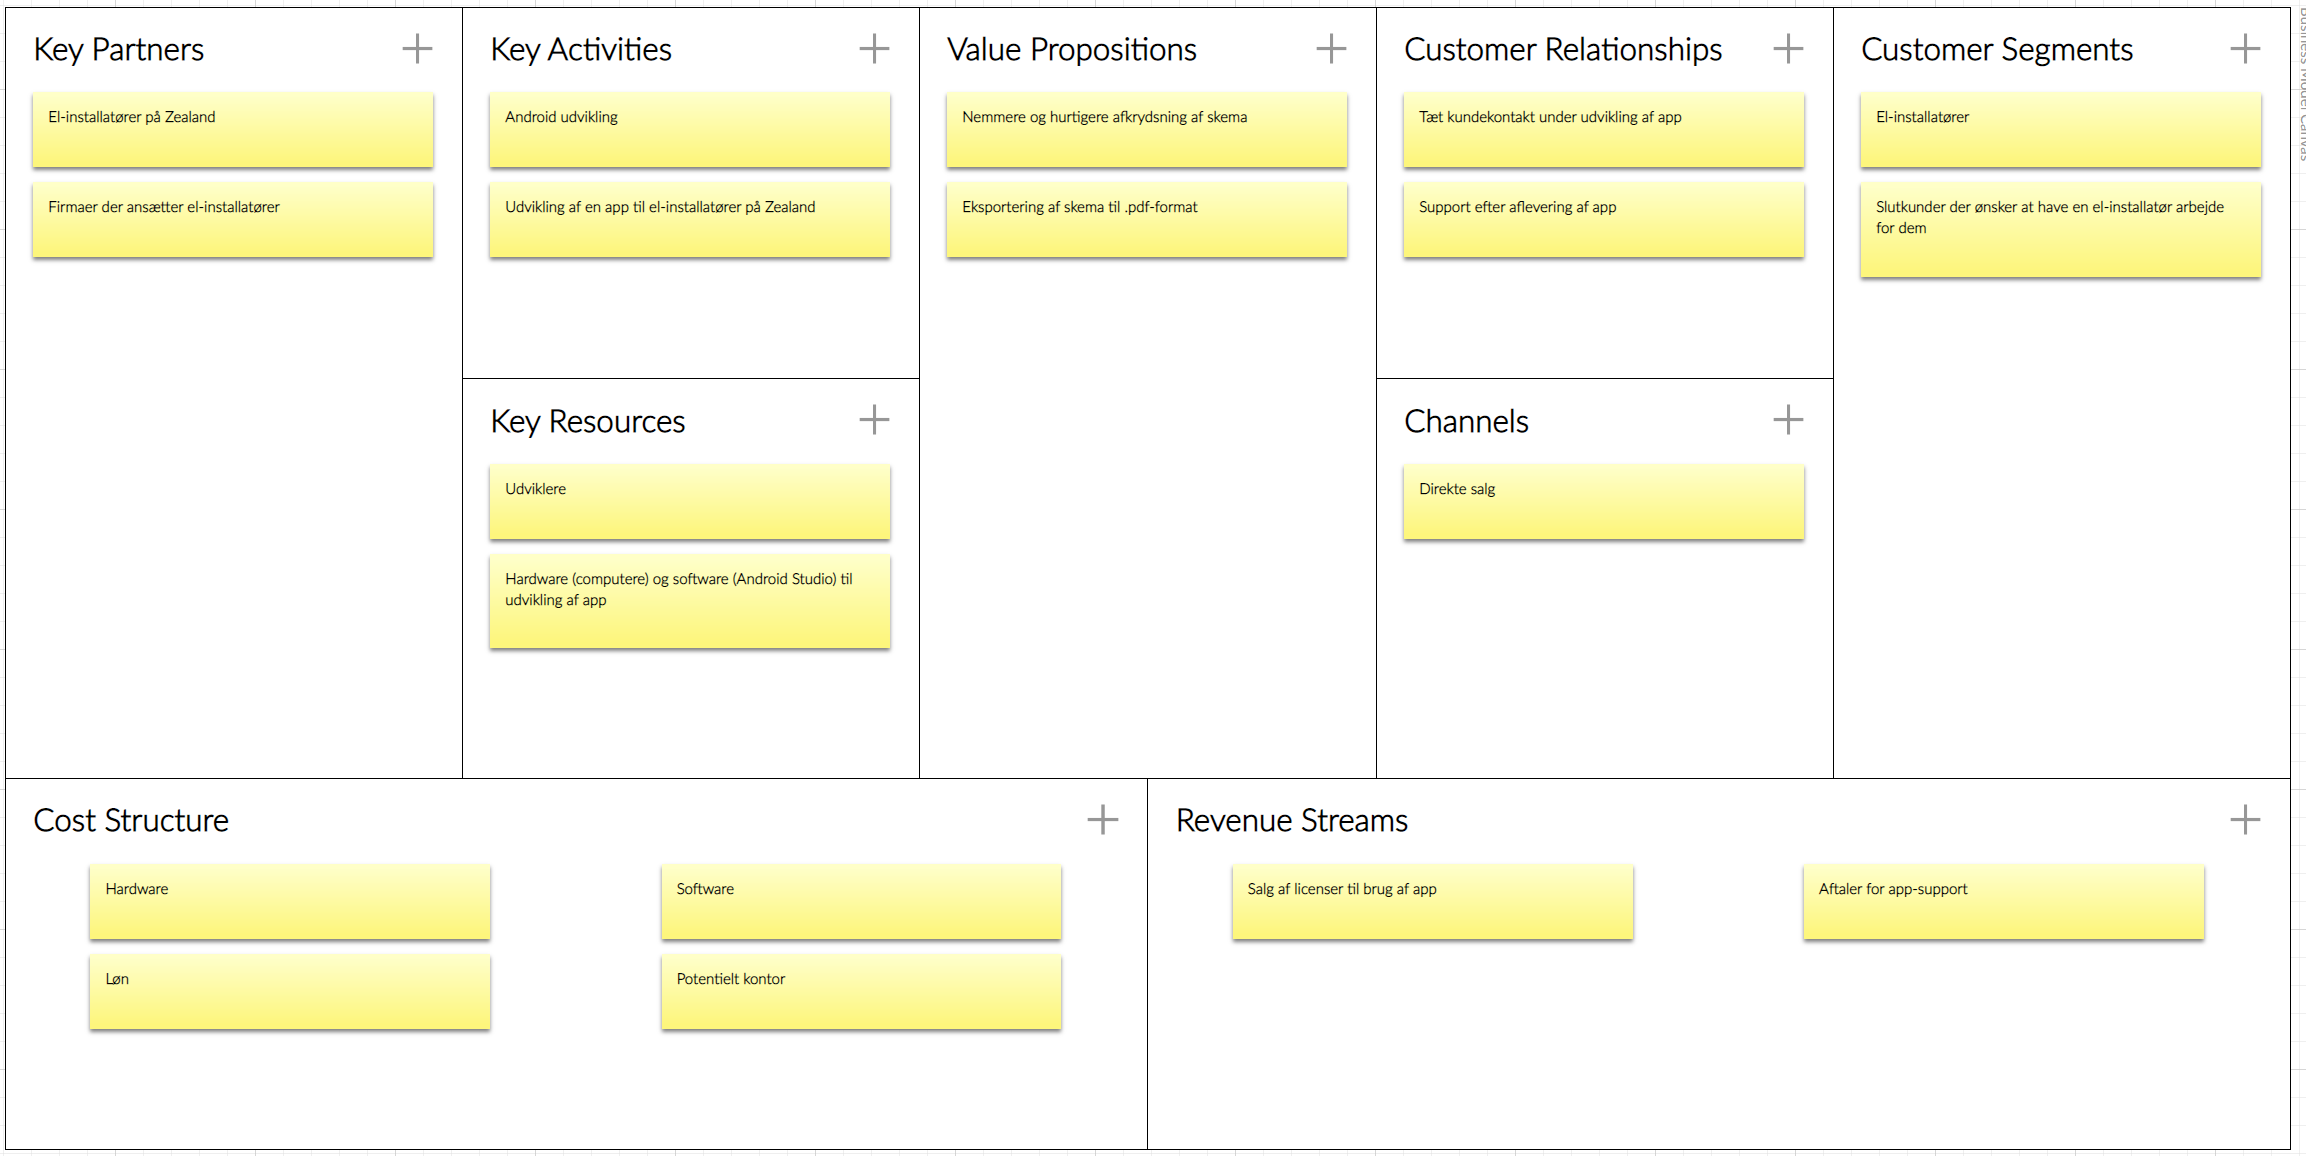 Key Partners
El-installatører på Zealand
Firmaer der ansætter el-installatører
Key Activities
Android udvikling
Udvikling af en app til el-installatører på Zealand
Key Resources
Udviklere
Hardware (computere) og software (Android Studio) til
udvikling af app
Value Propositions
Nemmere og hurtigere afkrydsning af skema
Eksportering af skema til .pdf-format
Customer Relationships
Tæt kundekontakt under udvikling af app
Support efter aflevering af app
Channels
Direkte salg
Customer Segments
El-installatører
Slutkunder der ønsker at have en el-installatør arbejde
for dem
Cost Structure
Hardware
Software
Løn
Potentielt kontor
Revenue Streams
Salg af licenser til brug af app
Aftaler for app-support
Business Model Canvas